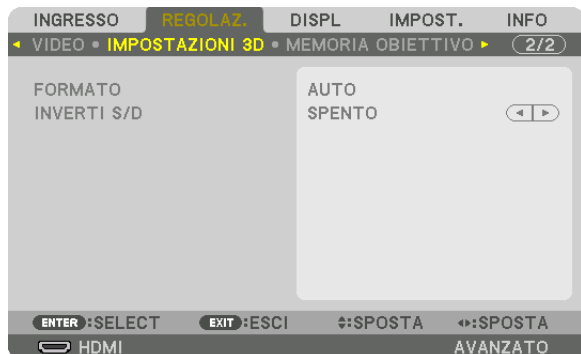 INGRESSO REGOLAZ. DISPL IMPOST. INFO
◂ VIDEO • IMPOSTAZIONI 3D • MEMORIA OBIETTIVO ▸ 2/2
FORMATO AUTO
INVERTI S/D SPENTO
ENTER:SELECT EXIT:ESCI :SPOSTA :SPOSTA
HDMI AVANZATO